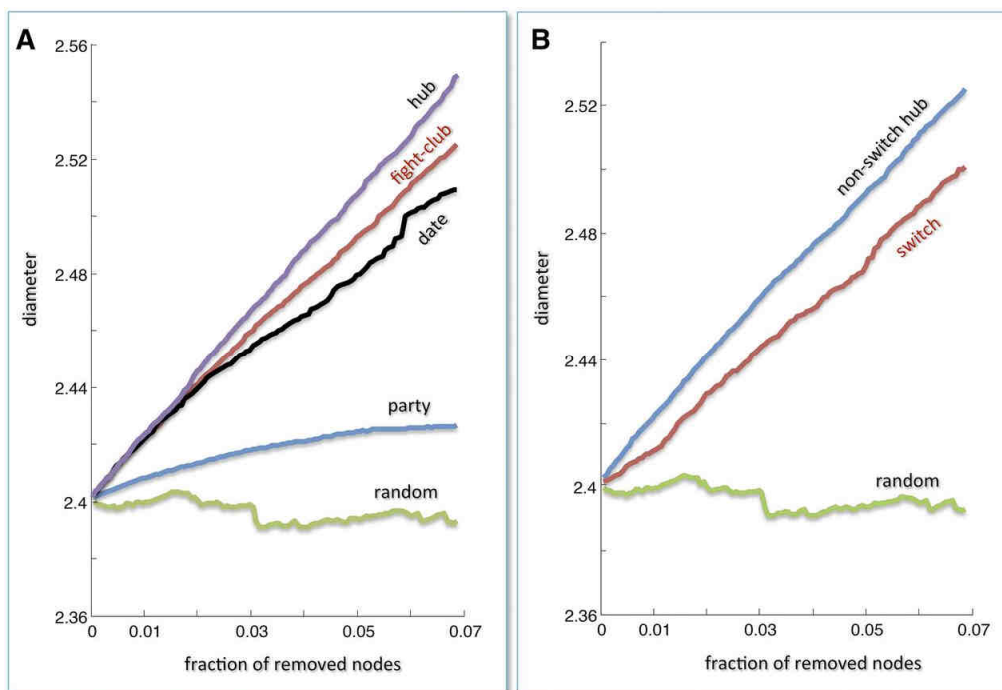 A
2.56
2.52
2.48
2.44
2.4
2.36
diameter
hub
fight-club
date
party
random
0
0.01
0.03
0.05
0.07
fraction of removed nodes
B
2.52
2.48
2.44
2.4
2.36
diameter
non-switch hub
switch
random
0
0.01
0.03
0.05
0.07
fraction of removed nodes